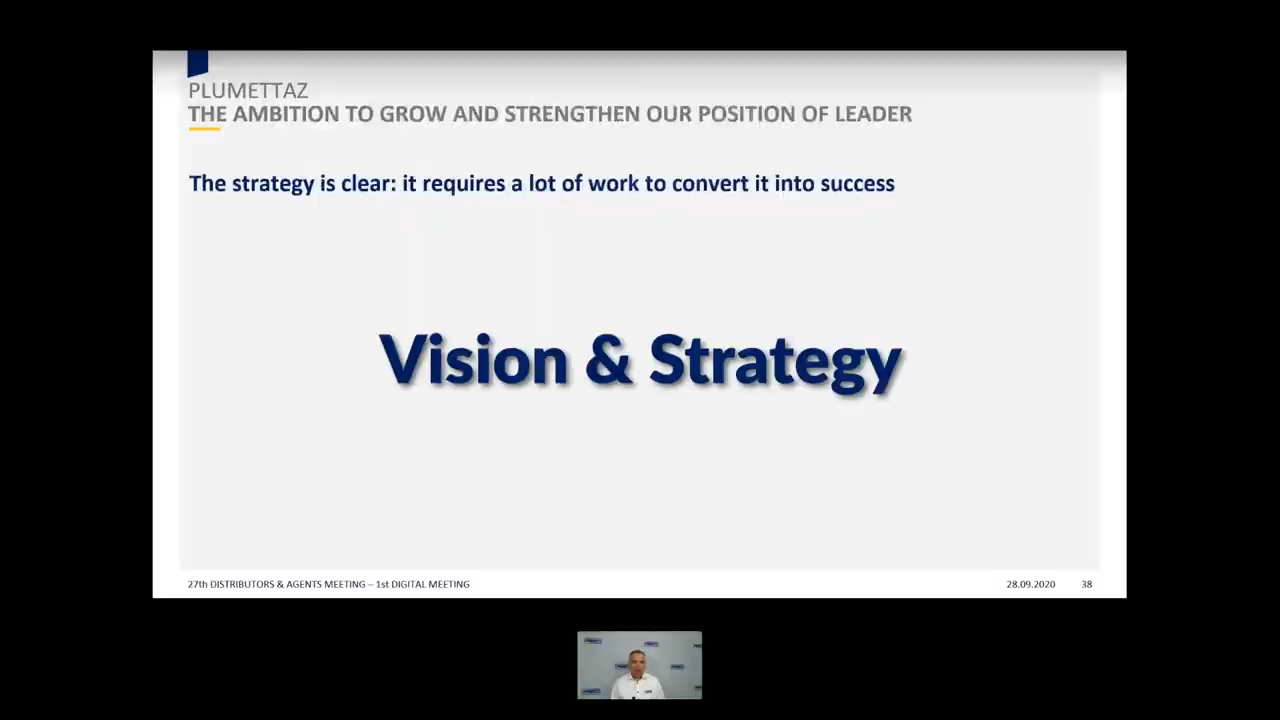 PLUMETTAZ
THE AMBITION TO GROW AND STRENGTHEN OUR POSITION OF LEADER
The strategy is clear: it requires a lot of work to convert it into success
Vision & Strategy
27th DISTRIBUTORS & AGENTS MEETING – 1st DIGITAL MEETING
28.09.2020 38